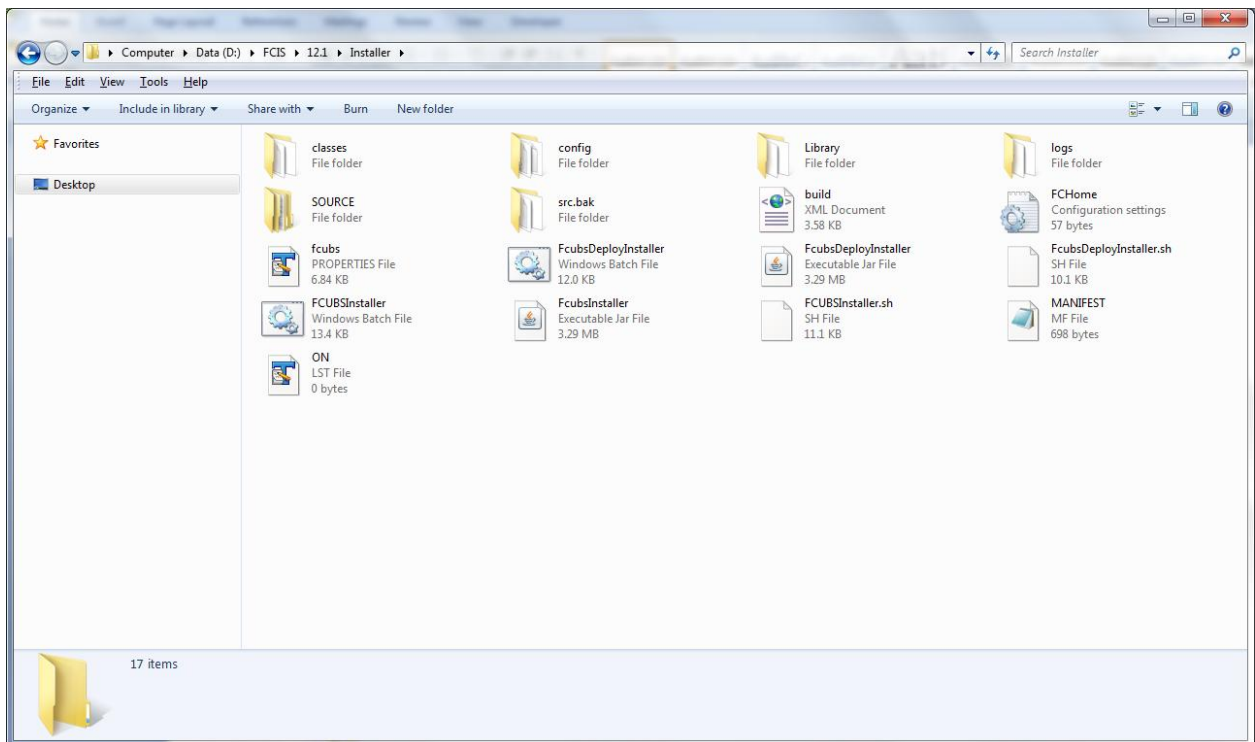 Computer ▸ Data (D:) ▸ FCIS ▸ 12.1 ▸ Installer ▸
Search Installer
File Edit View Tools Help
Organize Include in library Share with Burn New folder
Favorites
Desktop
classes
File folder
config
File folder
Library
File folder
logs
File folder
SOURCE
File folder
src.bak
File folder
build
XML Document
3.58 KB
FCHome
Configuration settings
57 bytes
fcubs
PROPERTIES File
6.84 KB
FcubsDeployInstaller
Windows Batch File
12.0 KB
FcubsDeployInstaller
Executable Jar File
3.29 MB
FcubsDeployInstaller.sh
SH File
10.1 KB
FCUBSInstaller
Windows Batch File
13.4 KB
FcubsInstaller
Executable Jar File
3.29 MB
FCUBSInstaller.sh
SH File
11.1 KB
MANIFEST
MF File
698 bytes
ON
LST File
0 bytes
17 items